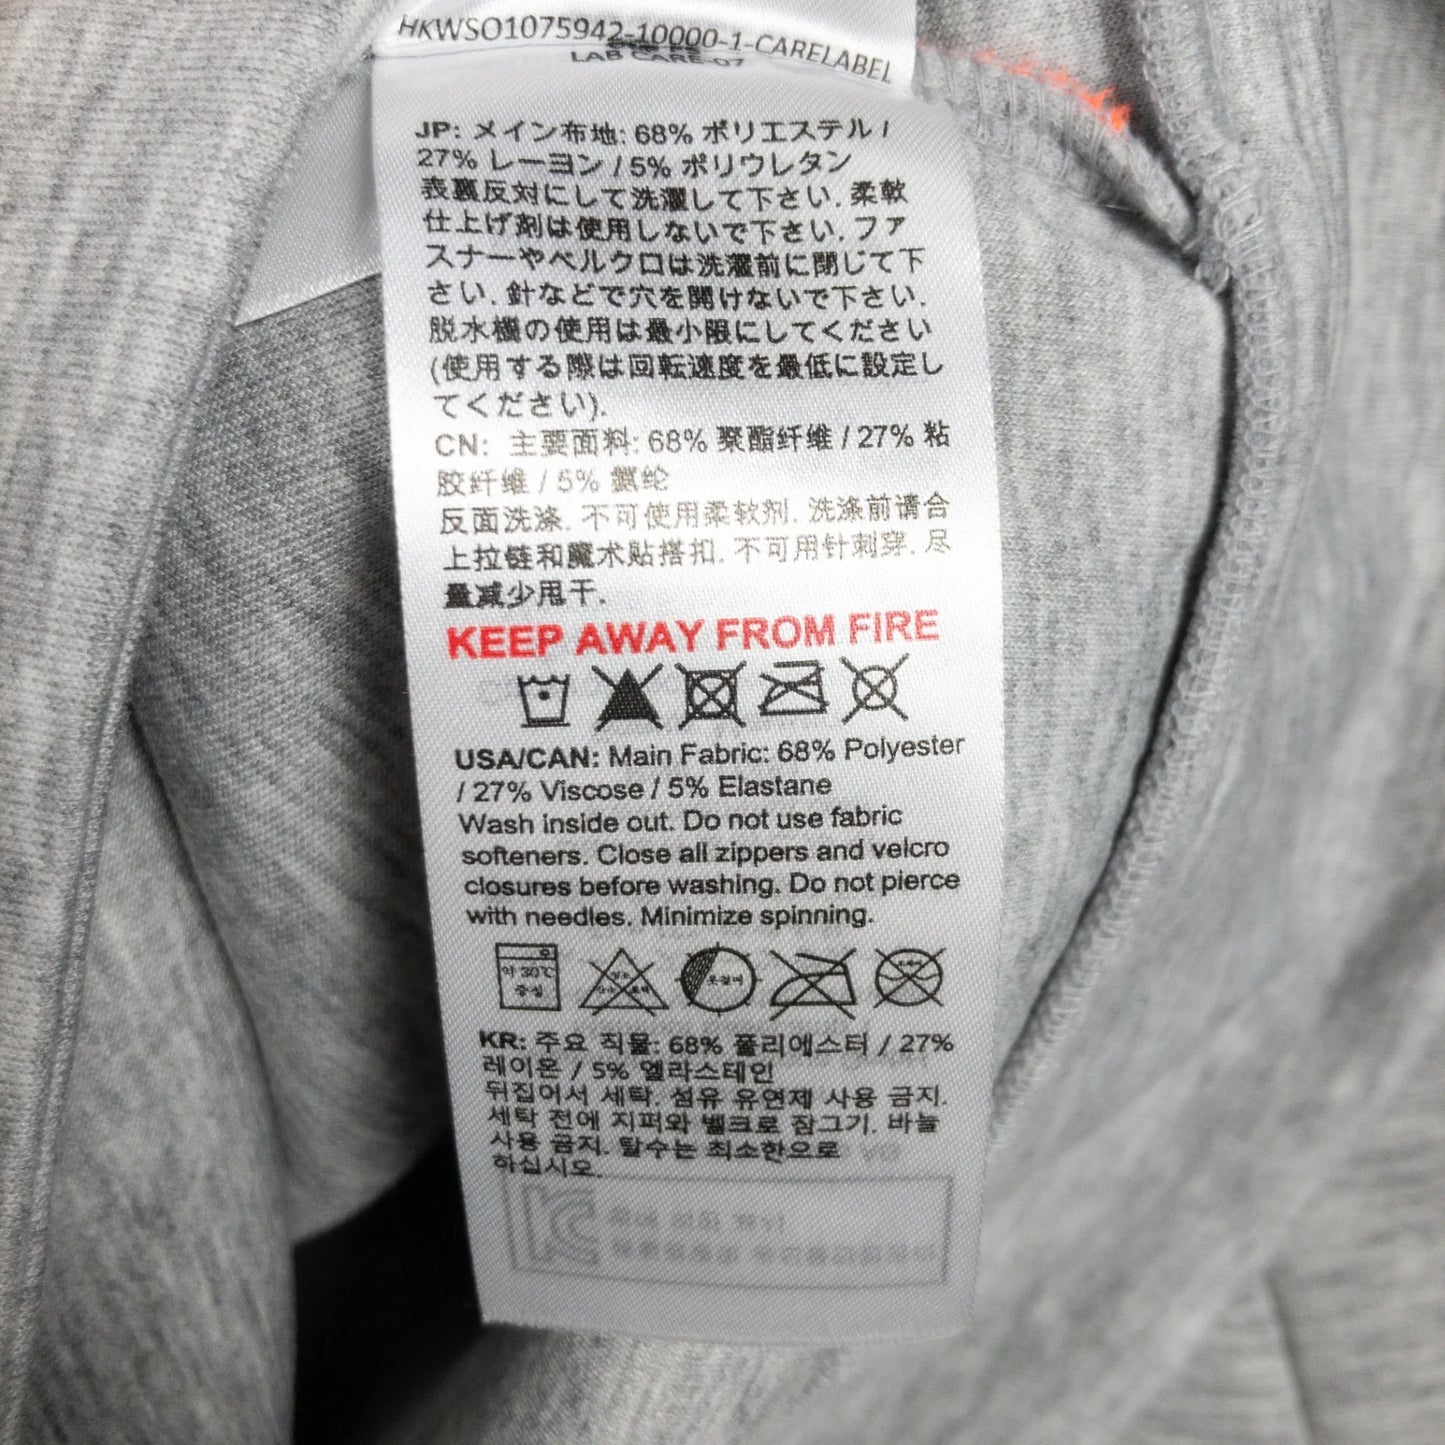 HKWSO1075942-10000-1-CARELABEL
LAB CARE-07
JP: メイン布地: 68% ポリエステル /
27% レーヨン / 5% ポリウレタン
表裏反対にして洗濯して下さい. 柔軟
仕上げ剤は使用しないで下さい. ファ
スナーやベルクロは洗濯前に閉じて下
さい. 針などで穴を開けないで下さい.
脱水機の使用は最小限にしてください
(使用する際は回転速度を最低に設定し
てください).
CN: 主要面料: 68% 聚酯纤维 / 27% 粘
胶纤维 / 5% 氨纶
反面洗涤. 不可使用柔软剂. 洗涤前请合
上拉链和魔术贴搭扣. 不可用针刺穿. 尽
量减少甩干.
KEEP AWAY FROM FIRE
USA/CAN: Main Fabric: 68% Polyester
/ 27% Viscose / 5% Elastane
Wash inside out. Do not use fabric
softeners. Close all zippers and velcro
closures before washing. Do not pierce
with needles. Minimize spinning.
약 30℃
중성
KR: 주요 직물: 68% 폴리에스터 / 27%
레이온 / 5% 엘라스테인
뒤집어서 세탁. 섬유 유연제 사용 금지.
세탁 전에 지퍼와 벨크로 잠그기. 바늘
사용 금지. 탈수는 최소한으로
하십시오.